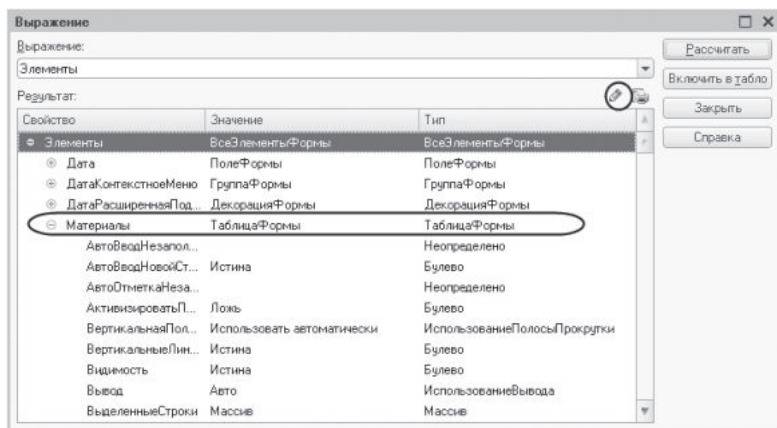 Выражение
Выражение:
Элементы
Рассчитать
Включить в табло
Закрыть
Справка
Результат:
Свойство Значение Тип
Элементы ВсеЭлементыФормы ВсеЭлементыФормы
Дата ПолеФормы ПолеФормы
ДатаКонтекстноеМеню ГруппаФормы ГруппаФормы
ДатаРасширеннаяПод... ДекорацияФормы ДекорацияФормы
Материалы ТаблицаФормы ТаблицаФормы
АвтоВводНезапол... Неопределено
АвтоВводНовойСт... Истина Булево
АвтоОтметкаНеза... Неопределено
АктивизироватьП... Ложь Булево
ВертикальнаяПол... Использовать автоматически ИспользованиеПолосыПрокрутки
ВертикальныеЛин... Истина Булево
Видимость Истина Булево
Вывод Авто ИспользованиеВывода
ВыделенныеСтроки Массив Массив